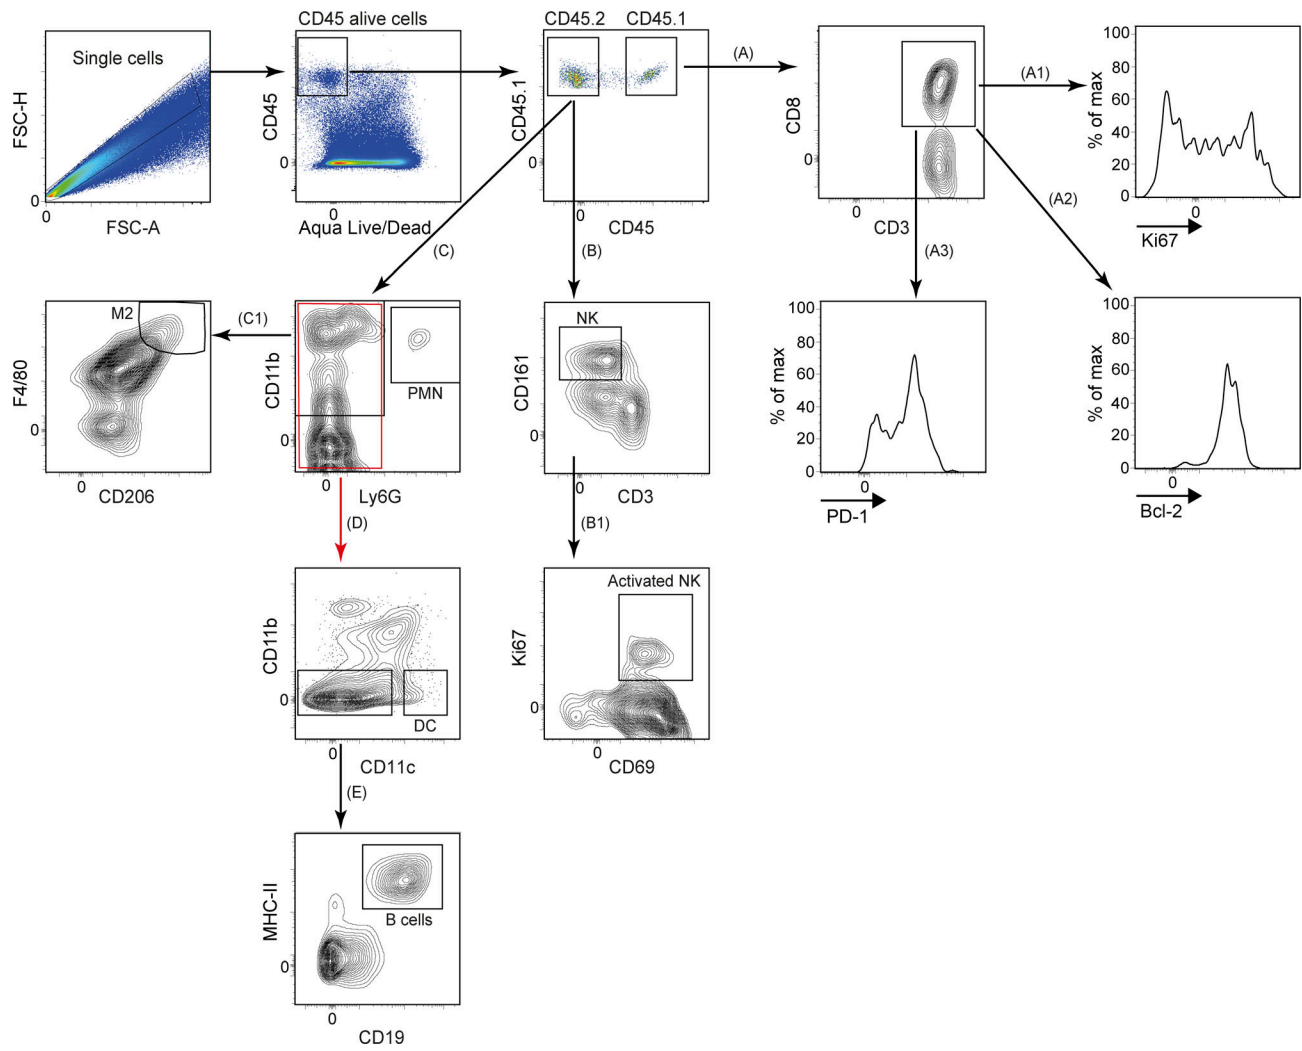 CD45 alive cells
CD45.2
CD45.1
(A)
Single cells
FSC-H
0
0
FSC-A
CD45
0
0
Aqua Live/Dead
CD45.1
0
0
CD45
CD8
0
0
CD3
(A1)
(A2)
(A3)
% of max
100
80
60
40
20
0
0
Ki67
(C)
(B)
M2
(C1)
F4/80
0
0
CD206
CD11b
0
PMN
0
Ly6G
(D)
NK
CD161
0
0
CD3
(B1)
% of max
100
80
60
40
20
0
0
PD-1
% of max
100
80
60
40
20
0
0
Bcl-2
CD11b
0
DC
0
CD11c
(E)
Activated NK
Ki67
0
0
CD69
MHC-II
B cells
0
0
CD19